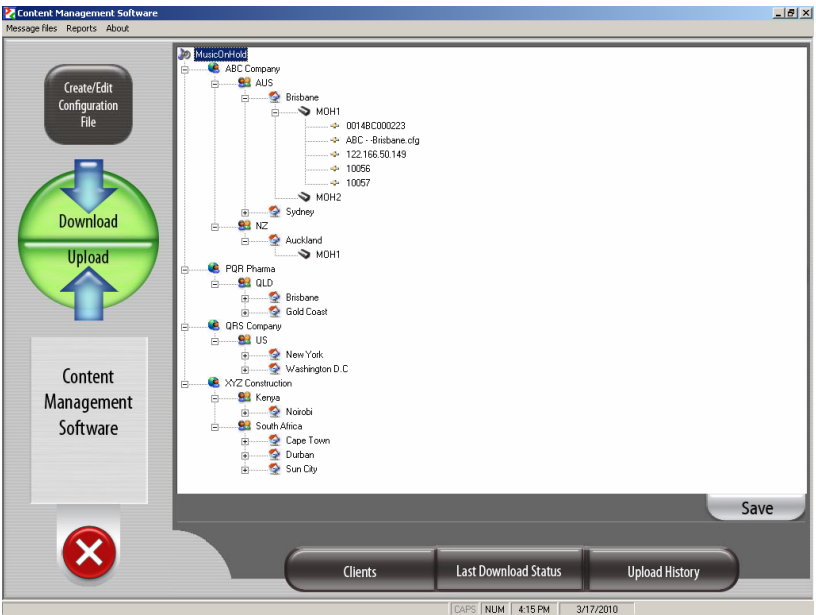 Content Management Software
Message files Reports About
Create/Edit
Configuration
File
Download
Upload
Content
Management
Software
MusicOnHold
ABC Company
AUS
Brisbane
MOH1
0014BC000223
ABC - -Brisbane.cfg
122.166.50.149
10056
10057
MOH2
Sydney
NZ
Auckland
MOH1
PQR Pharma
QLD
Brisbane
Gold Coast
QRS Company
US
New York
Washington D.C
XYZ Construction
Kenya
Noirobi
South Africa
Cape Town
Durban
Sun City
Save
Clients
Last Download Status
Upload History
CAPS NUM 4:15 PM 3/17/2010